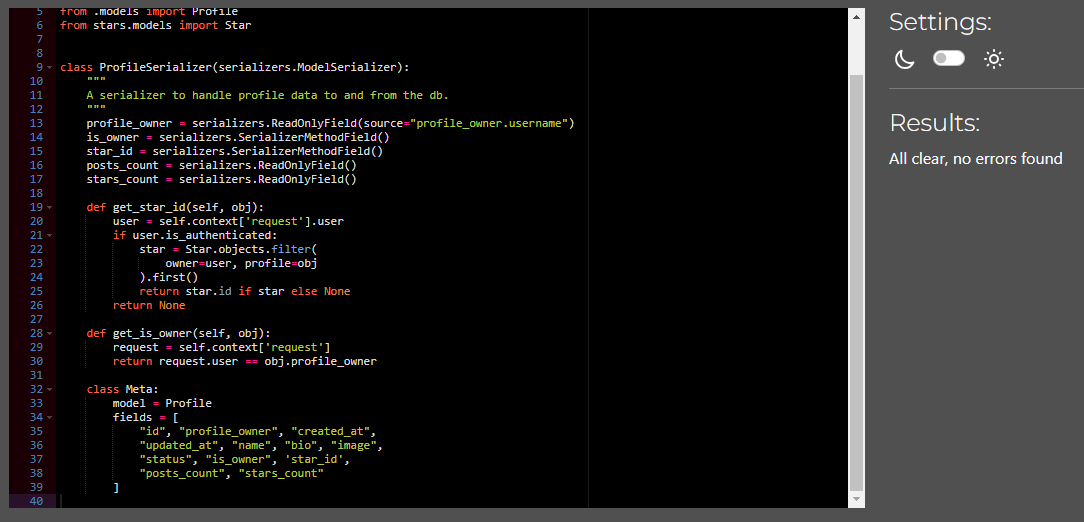 5 from .models import Profile
6 from stars.models import Star
7
8
9 class ProfileSerializer(serializers.ModelSerializer):
10     """
11     A serializer to handle profile data to and from the db.
12     """
13     profile_owner = serializers.ReadOnlyField(source="profile_owner.username")
14     is_owner = serializers.SerializerMethodField()
15     star_id = serializers.SerializerMethodField()
16     posts_count = serializers.ReadOnlyField()
17     stars_count = serializers.ReadOnlyField()
18
19     def get_star_id(self, obj):
20         user = self.context['request'].user
21         if user.is_authenticated:
22             star = Star.objects.filter(
23                 owner=user, profile=obj
24             ).first()
25             return star.id if star else None
26         return None
27
28     def get_is_owner(self, obj):
29         request = self.context['request']
30         return request.user == obj.profile_owner
31
32     class Meta:
33         model = Profile
34         fields = [
35             "id", "profile_owner", "created_at",
36             "updated_at", "name", "bio", "image",
37             "status", "is_owner", 'star_id',
38             "posts_count", "stars_count"
39         ]
40
Settings:
Results:
All clear, no errors found